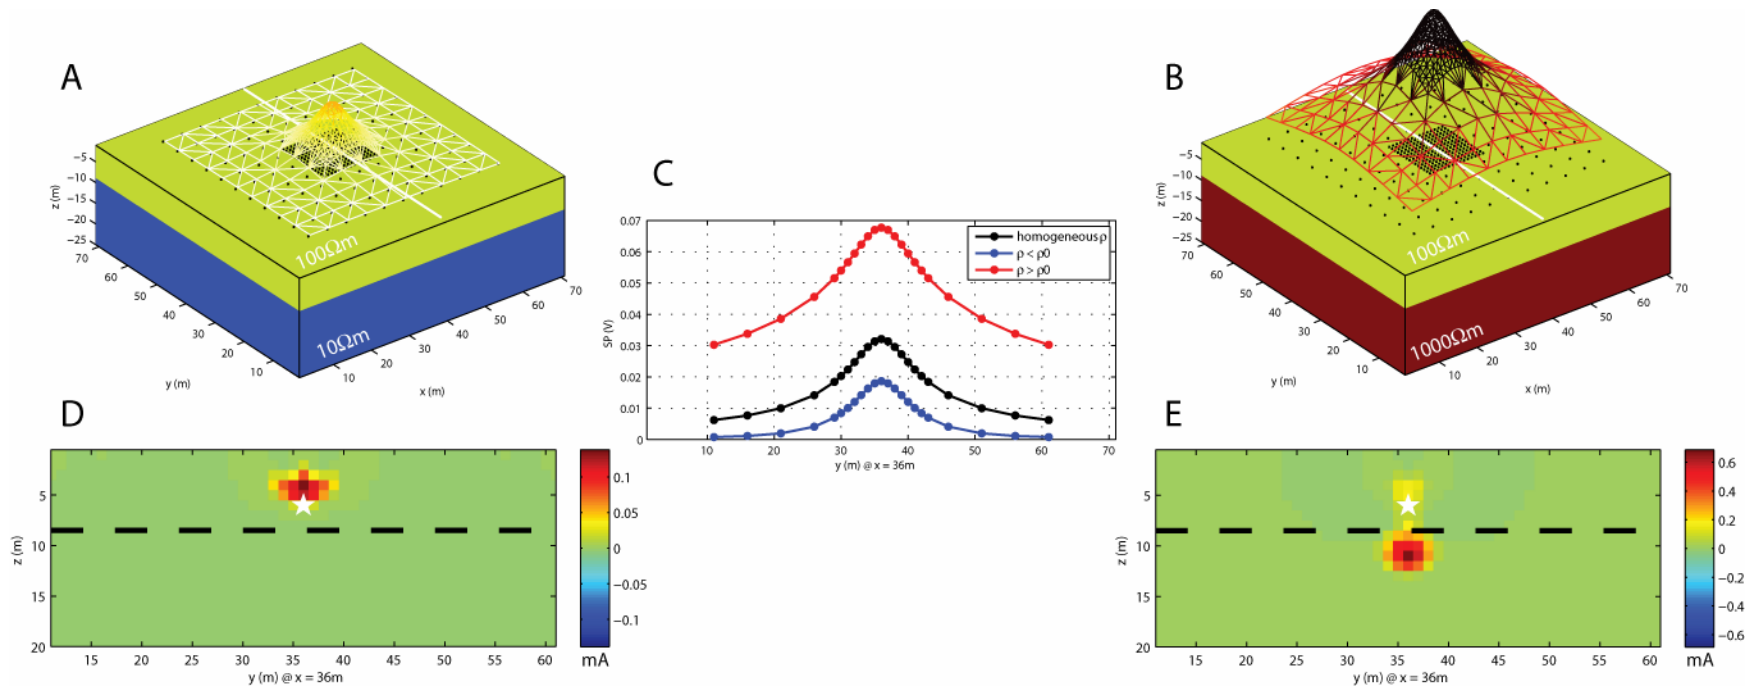 A
−5
−10
−15
−20
−25
z (m)
70
60
50
40
30
20
10
y (m)
100Ωm
10Ωm
10
20
30
40
50
60
70
x (m)
B
−5
−10
−15
−20
−25
z (m)
70
60
50
40
30
20
10
y (m)
100Ωm
1000Ωm
10
20
30
40
50
60
70
x (m)
C
0.07
0.06
0.05
0.04
0.03
0.02
0.01
0
SP (V)
homogeneous ρ
ρ < ρ0
ρ > ρ0
10 20 30 40 50 60 70
y (m) @ x = 36m
D
5
10
15
20
z (m)
15 20 25 30 35 40 45 50 55 60
y (m) @ x = 36m
0.1
0.05
0
−0.05
−0.1
mA
E
5
10
15
20
z (m)
15 20 25 30 35 40 45 50 55 60
y (m) @ x = 36m
0.6
0.4
0.2
0
−0.2
−0.4
−0.6
mA